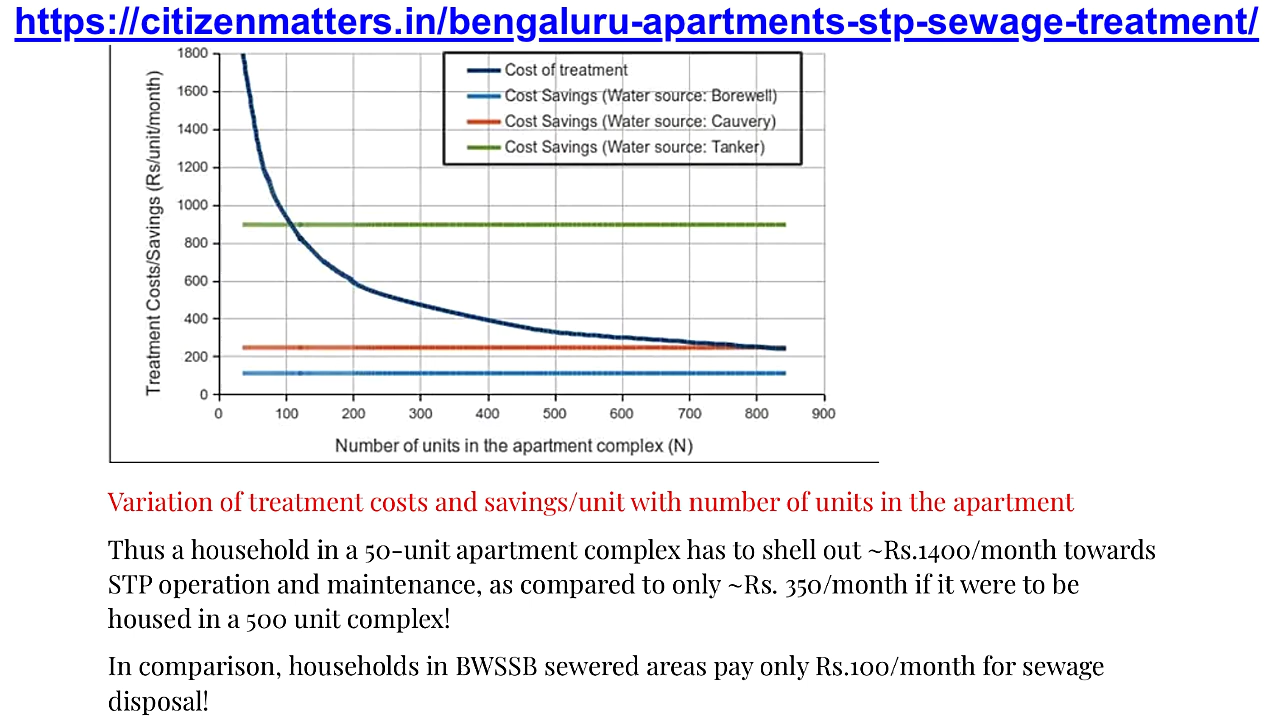 https://citizenmatters.in/bengaluru-apartments-stp-sewage-treatment/
Treatment Costs/Savings (Rs/unit/month)
1800
1600
1400
1200
1000
800
600
400
200
0
Cost of treatment
Cost Savings (Water source: Borewell)
Cost Savings (Water source: Cauvery)
Cost Savings (Water source: Tanker)
0 100 200 300 400 500 600 700 800 900
Number of units in the apartment complex (N)
Variation of treatment costs and savings/unit with number of units in the apartment
Thus a household in a 50-unit apartment complex has to shell out ~Rs.1400/month towards
STP operation and maintenance, as compared to only ~Rs. 350/month if it were to be
housed in a 500 unit complex!
In comparison, households in BWSSB sewered areas pay only Rs.100/month for sewage
disposal!